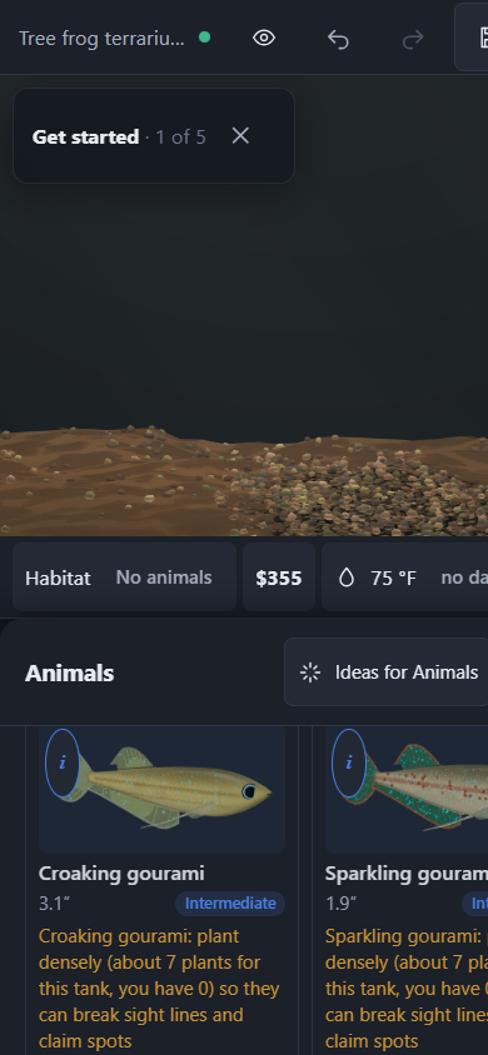 Tree frog terrariu...
Get started · 1 of 5
Habitat No animals $355 75 °F no da
Animals
Ideas for Animals
i
i
Croaking gourami
3.1"
Intermediate
Croaking gourami: plant
densely (about 7 plants for
this tank, you have 0) so they
can break sight lines and
claim spots
Sparkling gouram
1.9"
Int
Sparkling gourami:
densely (about 7 pla
this tank, you have 0
can break sight lines
claim spots